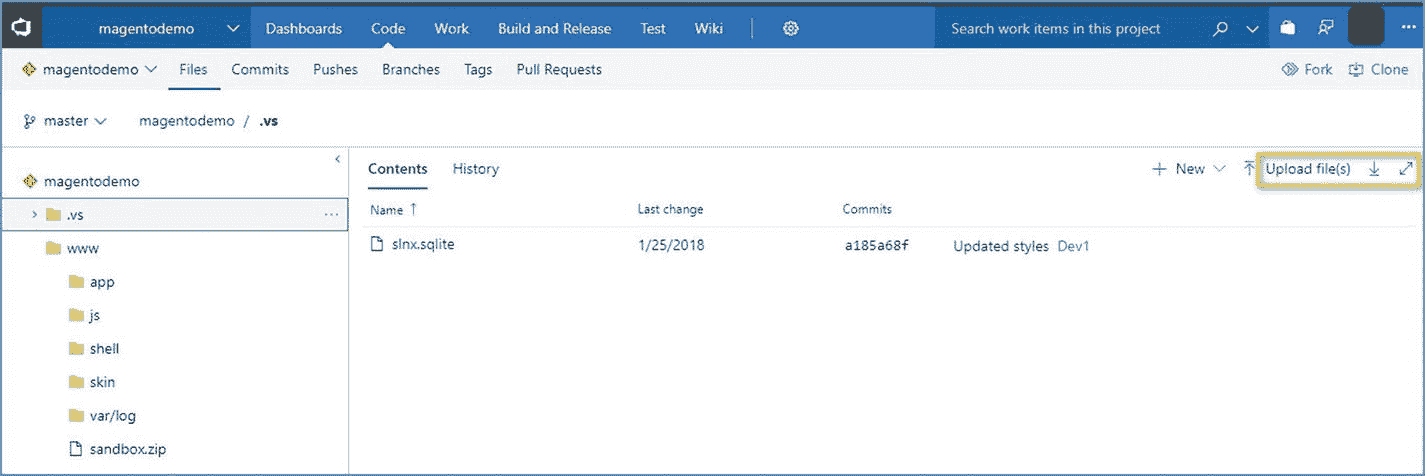 magentodemo Dashboards Code Work Build and Release Test Wiki Search work items in this project
magentodemo Files Commits Pushes Branches Tags Pull Requests Fork Clone
master magentodemo / .vs
magentodemo
.vs
www
app
js
shell
skin
var/log
sandbox.zip
Contents History New Upload file(s)
Name ↑ Last change Commits
slnx.sqlite 1/25/2018 a185a68f Updated styles Dev1